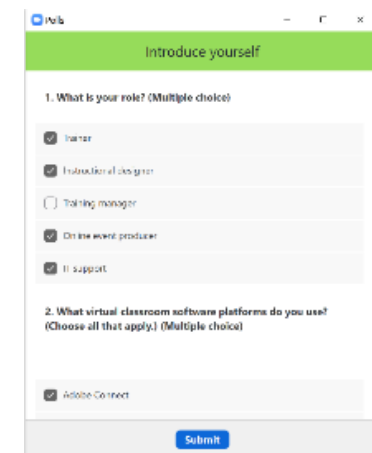 Polls
Introduce yourself
1. What is your role? (Multiple choice)
Trainer
Instructional designer
Training manager
Online event producer
IT support
2. What virtual classroom software platforms do you use?
(Choose all that apply.) (Multiple choice)
Adobe Connect
Submit